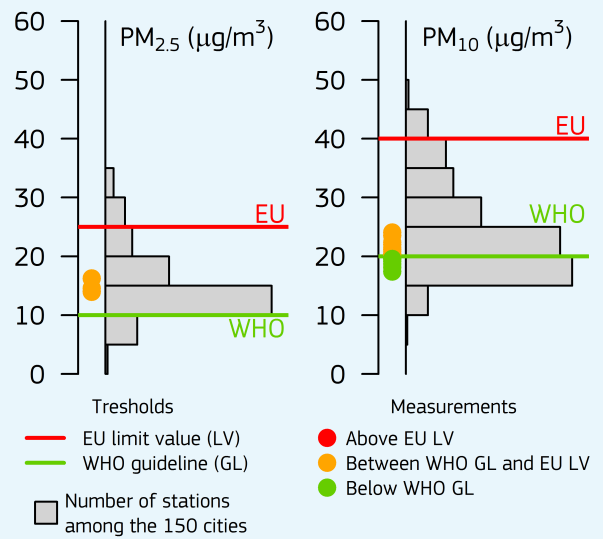 PM2.5 (µg/m³)
60
50
40
30
20
10
0
EU
WHO
PM10 (µg/m³)
60
50
40
30
20
10
0
EU
WHO
Tresholds
EU limit value (LV)
WHO guideline (GL)
Number of stations
among the 150 cities
Measurements
Above EU LV
Between WHO GL and EU LV
Below WHO GL